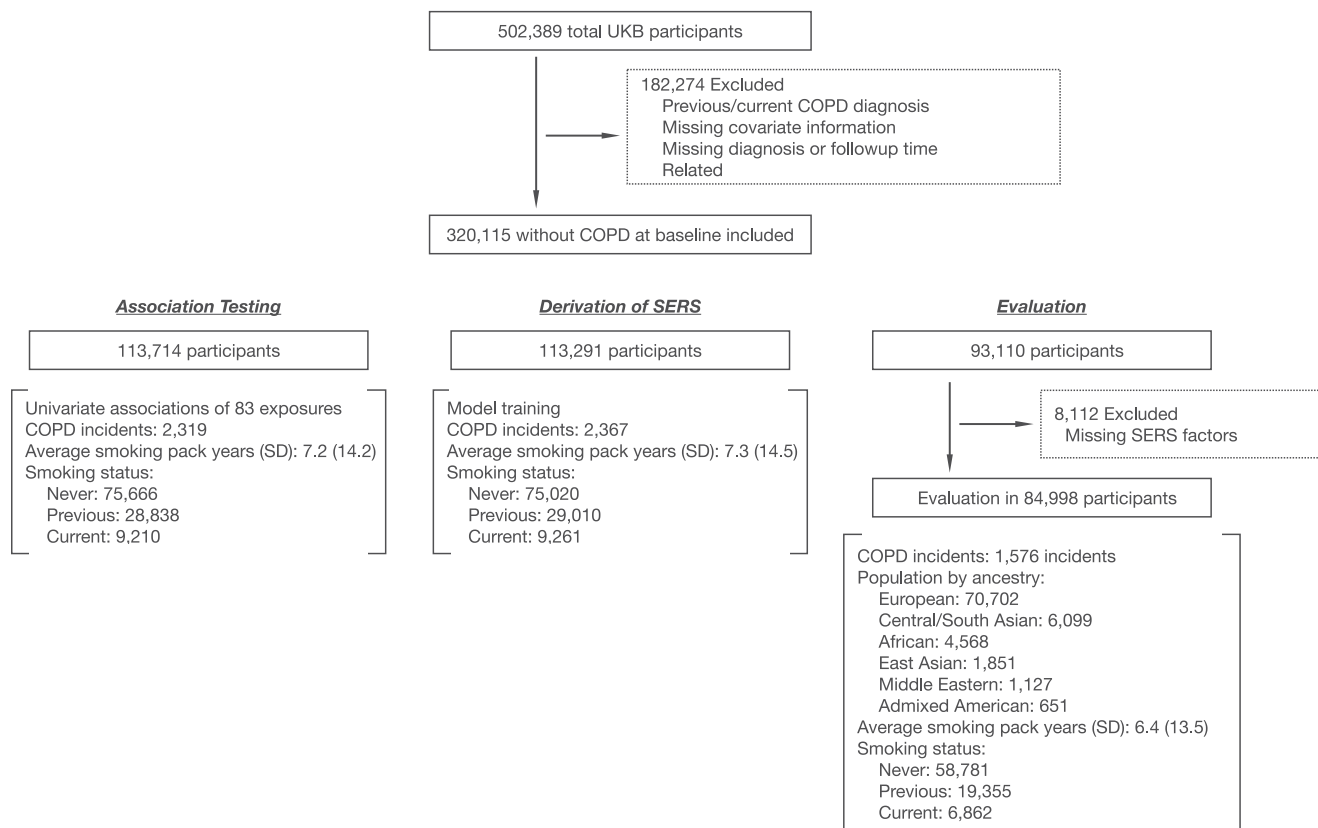 502,389 total UKB participants
182,274 Excluded
Previous/current COPD diagnosis
Missing covariate information
Missing diagnosis or followup time
Related
320,115 without COPD at baseline included
Association Testing
113,714 participants
Univariate associations of 83 exposures
COPD incidents: 2,319
Average smoking pack years (SD): 7.2 (14.2)
Smoking status:
Never: 75,666
Previous: 28,838
Current: 9,210
Derivation of SERS
113,291 participants
Model training
COPD incidents: 2,367
Average smoking pack years (SD): 7.3 (14.5)
Smoking status:
Never: 75,020
Previous: 29,010
Current: 9,261
Evaluation
93,110 participants
8,112 Excluded
Missing SERS factors
Evaluation in 84,998 participants
COPD incidents: 1,576 incidents
Population by ancestry:
European: 70,702
Central/South Asian: 6,099
African: 4,568
East Asian: 1,851
Middle Eastern: 1,127
Admixed American: 651
Average smoking pack years (SD): 6.4 (13.5)
Smoking status:
Never: 58,781
Previous: 19,355
Current: 6,862